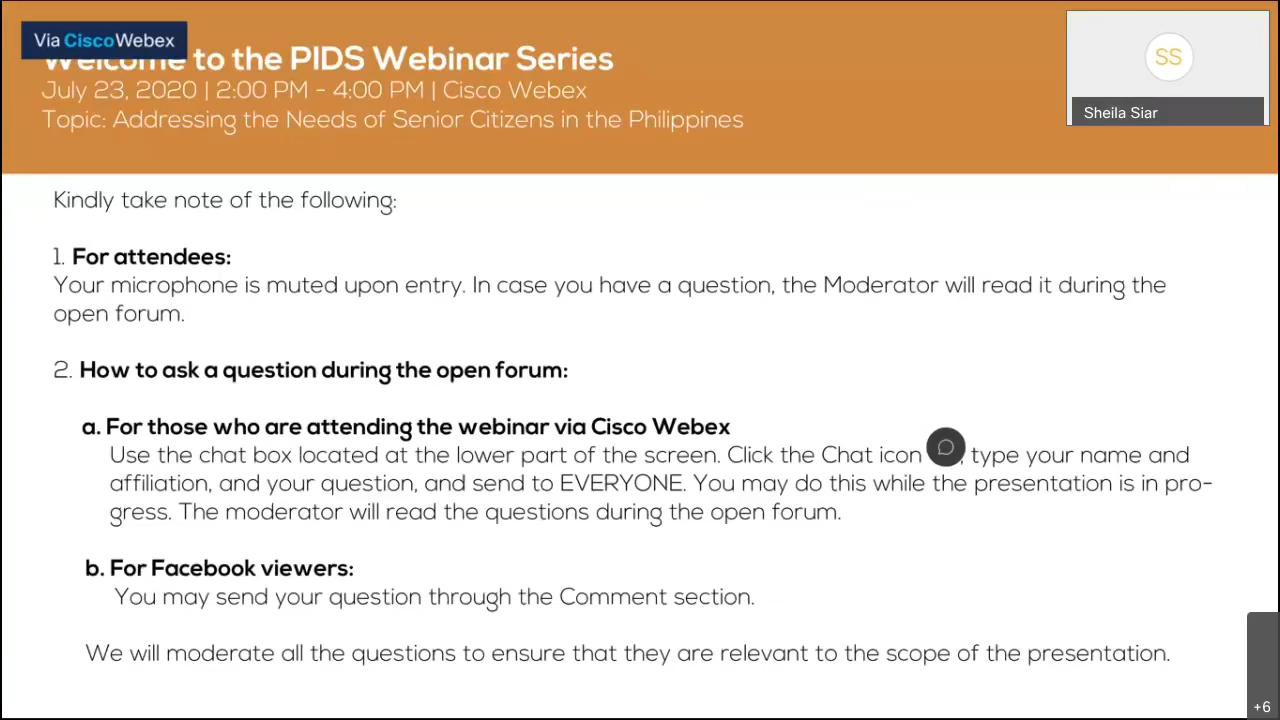 Via CiscoWebex
Welcome to the PIDS Webinar Series
July 23, 2020 | 2:00 PM - 4:00 PM | Cisco Webex
Topic: Addressing the Needs of Senior Citizens in the Philippines
SS
Sheila Siar
Kindly take note of the following:
1. For attendees:
Your microphone is muted upon entry. In case you have a question, the Moderator will read it during the
open forum.
2. How to ask a question during the open forum:
a. For those who are attending the webinar via Cisco Webex
Use the chat box located at the lower part of the screen. Click the Chat icon , type your name and
affiliation, and your question, and send to EVERYONE. You may do this while the presentation is in pro-
gress. The moderator will read the questions during the open forum.
b. For Facebook viewers:
You may send your question through the Comment section.
We will moderate all the questions to ensure that they are relevant to the scope of the presentation.
+6